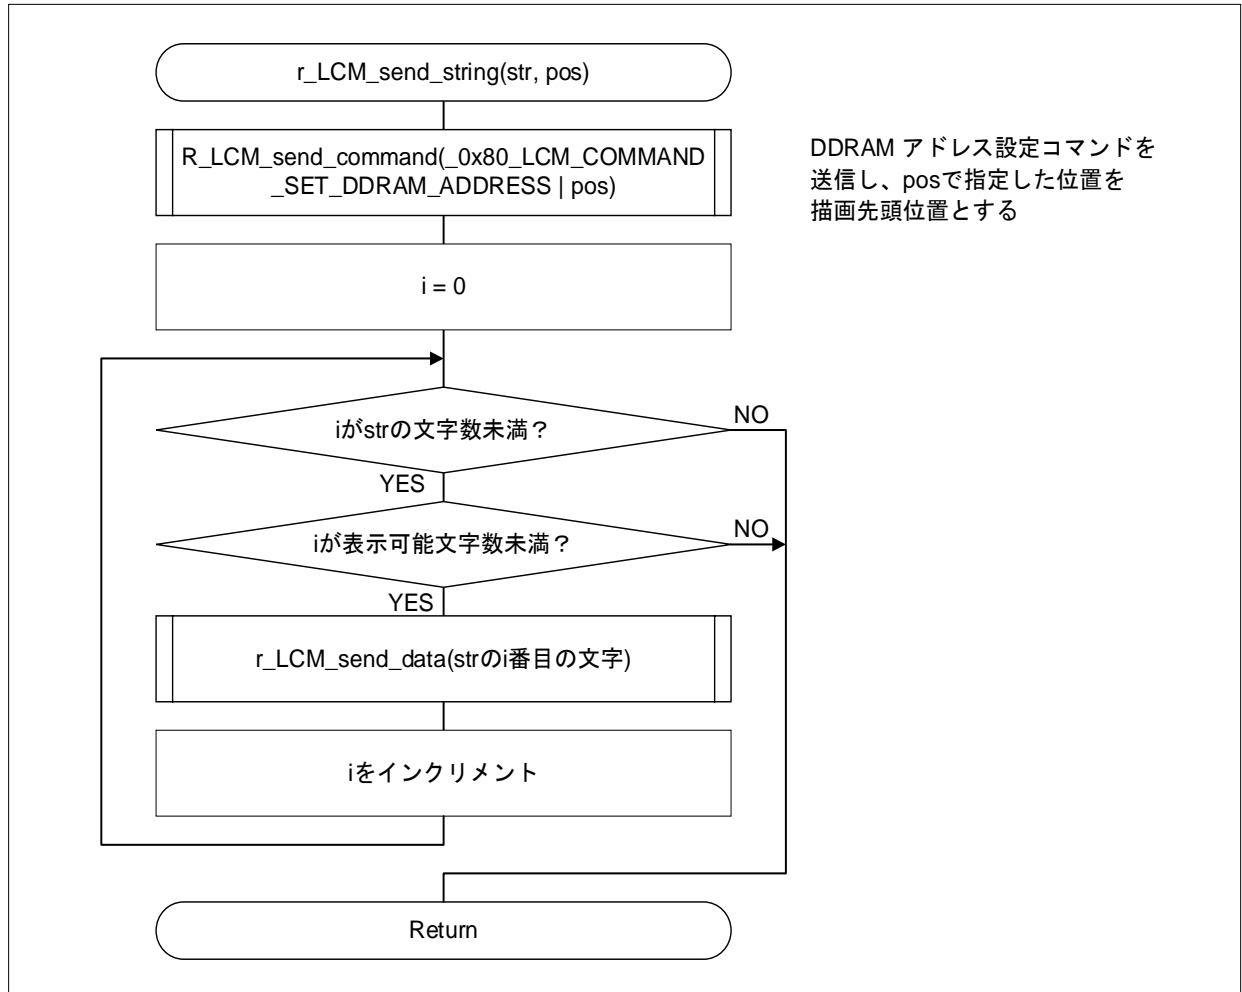 r_LCM_send_string(str, pos)
R_LCM_send_command(_0x80_LCM_COMMAND
_SET_DDRAM_ADDRESS | pos)
DDRAM アドレス設定コマンドを
送信し、posで指定した位置を
描画先頭位置とする
i = 0
iがstrの文字数未満？
NO
YES
iが表示可能文字数未満？
NO
YES
r_LCM_send_data(strのi番目の文字)
iをインクリメント
Return